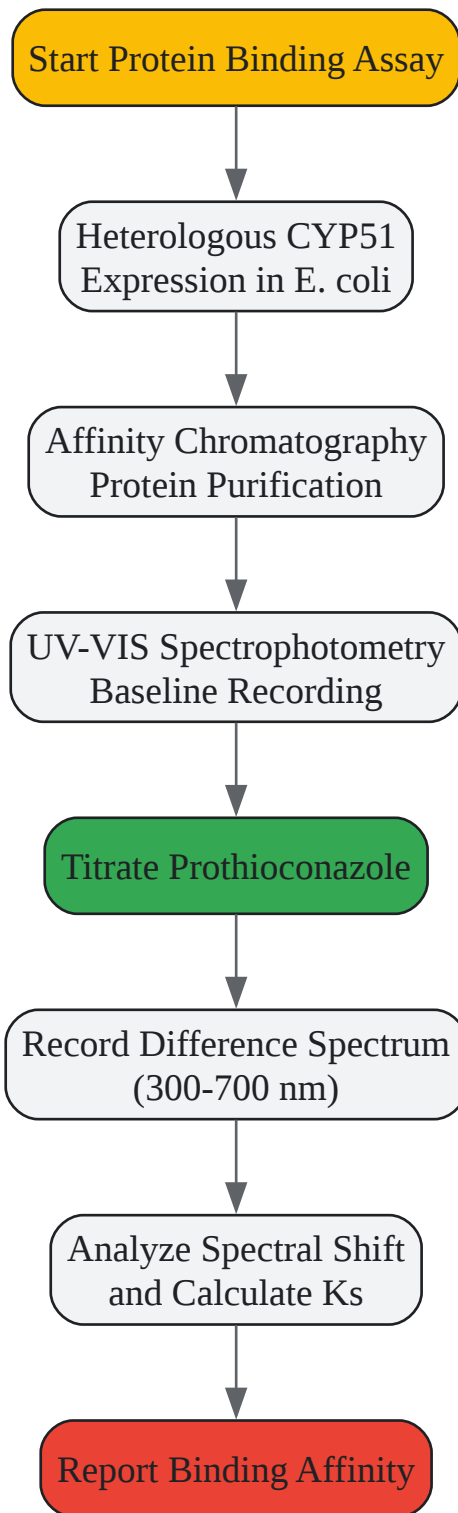 Start Protein Binding Assay
Heterologous CYP51
Expression in E. coli
Affinity Chromatography
Protein Purification
UV-VIS Spectrophotometry
Baseline Recording
Titrate Prothioconazole
Record Difference Spectrum
(300-700 nm)
Analyze Spectral Shift
and Calculate Ks
Report Binding Affinity